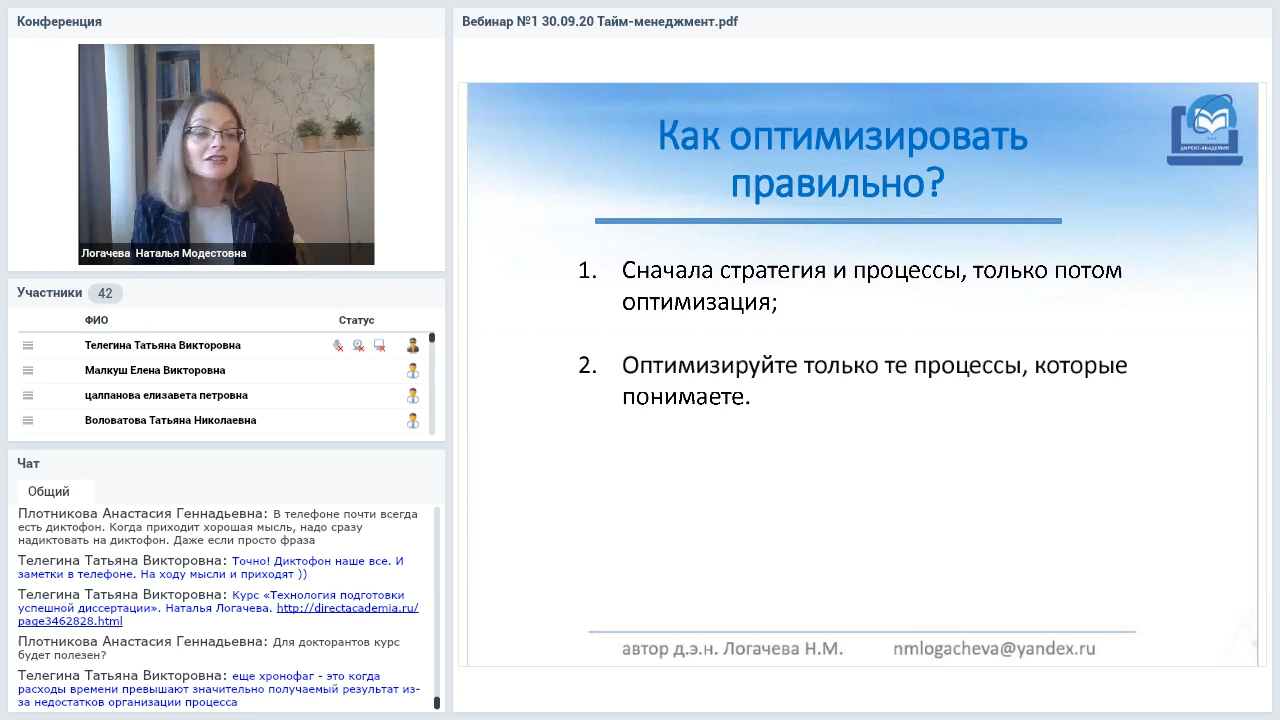 Конференция
Логачева Наталья Модестовна
Участники 42
ФИО Статус
Телегина Татьяна Викторовна
Малкуш Елена Викторовна
цалпанова елизавета петровна
Воловатова Татьяна Николаевна
Чат
Общий
Плотникова Анастасия Геннадьевна: В телефоне почти всегда
есть диктофон. Когда приходит хорошая мысль, надо сразу
надиктовать на диктофон. Даже если просто фраза
Телегина Татьяна Викторовна: Точно! Диктофон наше все. И
заметки в телефоне. На ходу мысли и приходят ))
Телегина Татьяна Викторовна: Курс «Технология подготовки
успешной диссертации». Наталья Логачева. http://directacademia.ru/
page3462828.html
Плотникова Анастасия Геннадьевна: Для докторантов курс
будет полезен?
Телегина Татьяна Викторовна: еще хронофаг - это когда
расходы времени превышают значительно получаемый результат из-
за недостатков организации процесса
Вебинар №1 30.09.20 Тайм-менеджмент.pdf
ДИРЕКТ-АКАДЕМИЯ
Как оптимизировать
правильно?
1. Сначала стратегия и процессы, только потом
оптимизация;
2. Оптимизируйте только те процессы, которые
понимаете.
автор д.э.н. Логачева Н.М. nmlogacheva@yandex.ru